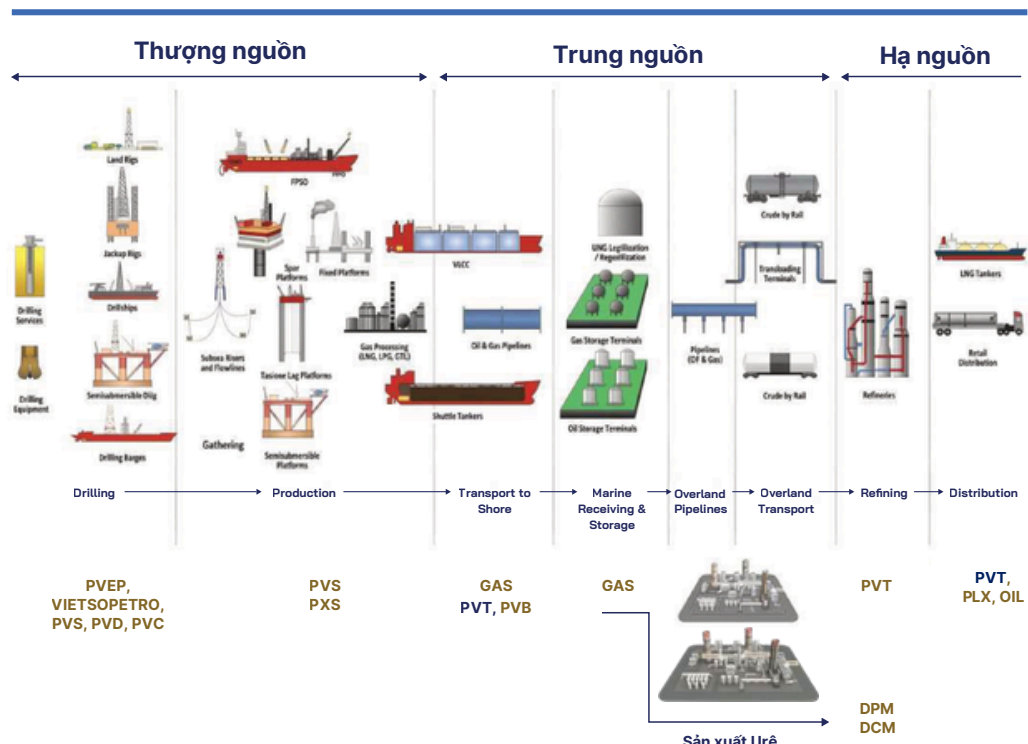 Thượng nguồn
Trung nguồn
Hạ nguồn
Land Rigs
Jackup Rigs
Drillships
Drilling
Services
Drilling
Equipment
Semisubmersible
Drilling Barges
FPSO
Spar
Platforms
Fixed Platforms
Subsea Risers
and Flowlines
Gas Processing
(LNG, LPG, GTL)
Platforms
Gathering
Semisubmersible
Platforms
VLCC
Oil & Gas Pipelines
Shuttle Tankers
Gas Storage Terminals
Oil Storage Terminals
Pipelines
Crude by Rail
Transloading
Terminals
Crude by Rail
Refineries
LNG Tankers
Retail
Distribution
Drilling
Production
Transport to
Shore
Marine
Receiving &
Storage
Overland
Pipelines
Overland
Transport
Refining
Distribution
PVEP,
VIETSOPETRO,
PVS, PVD, PVC
PVS
PXS
GAS
PVT, PVB
GAS
PVT
PVT,
PLX, OIL
DPM
DCM
Sản xuất Urê